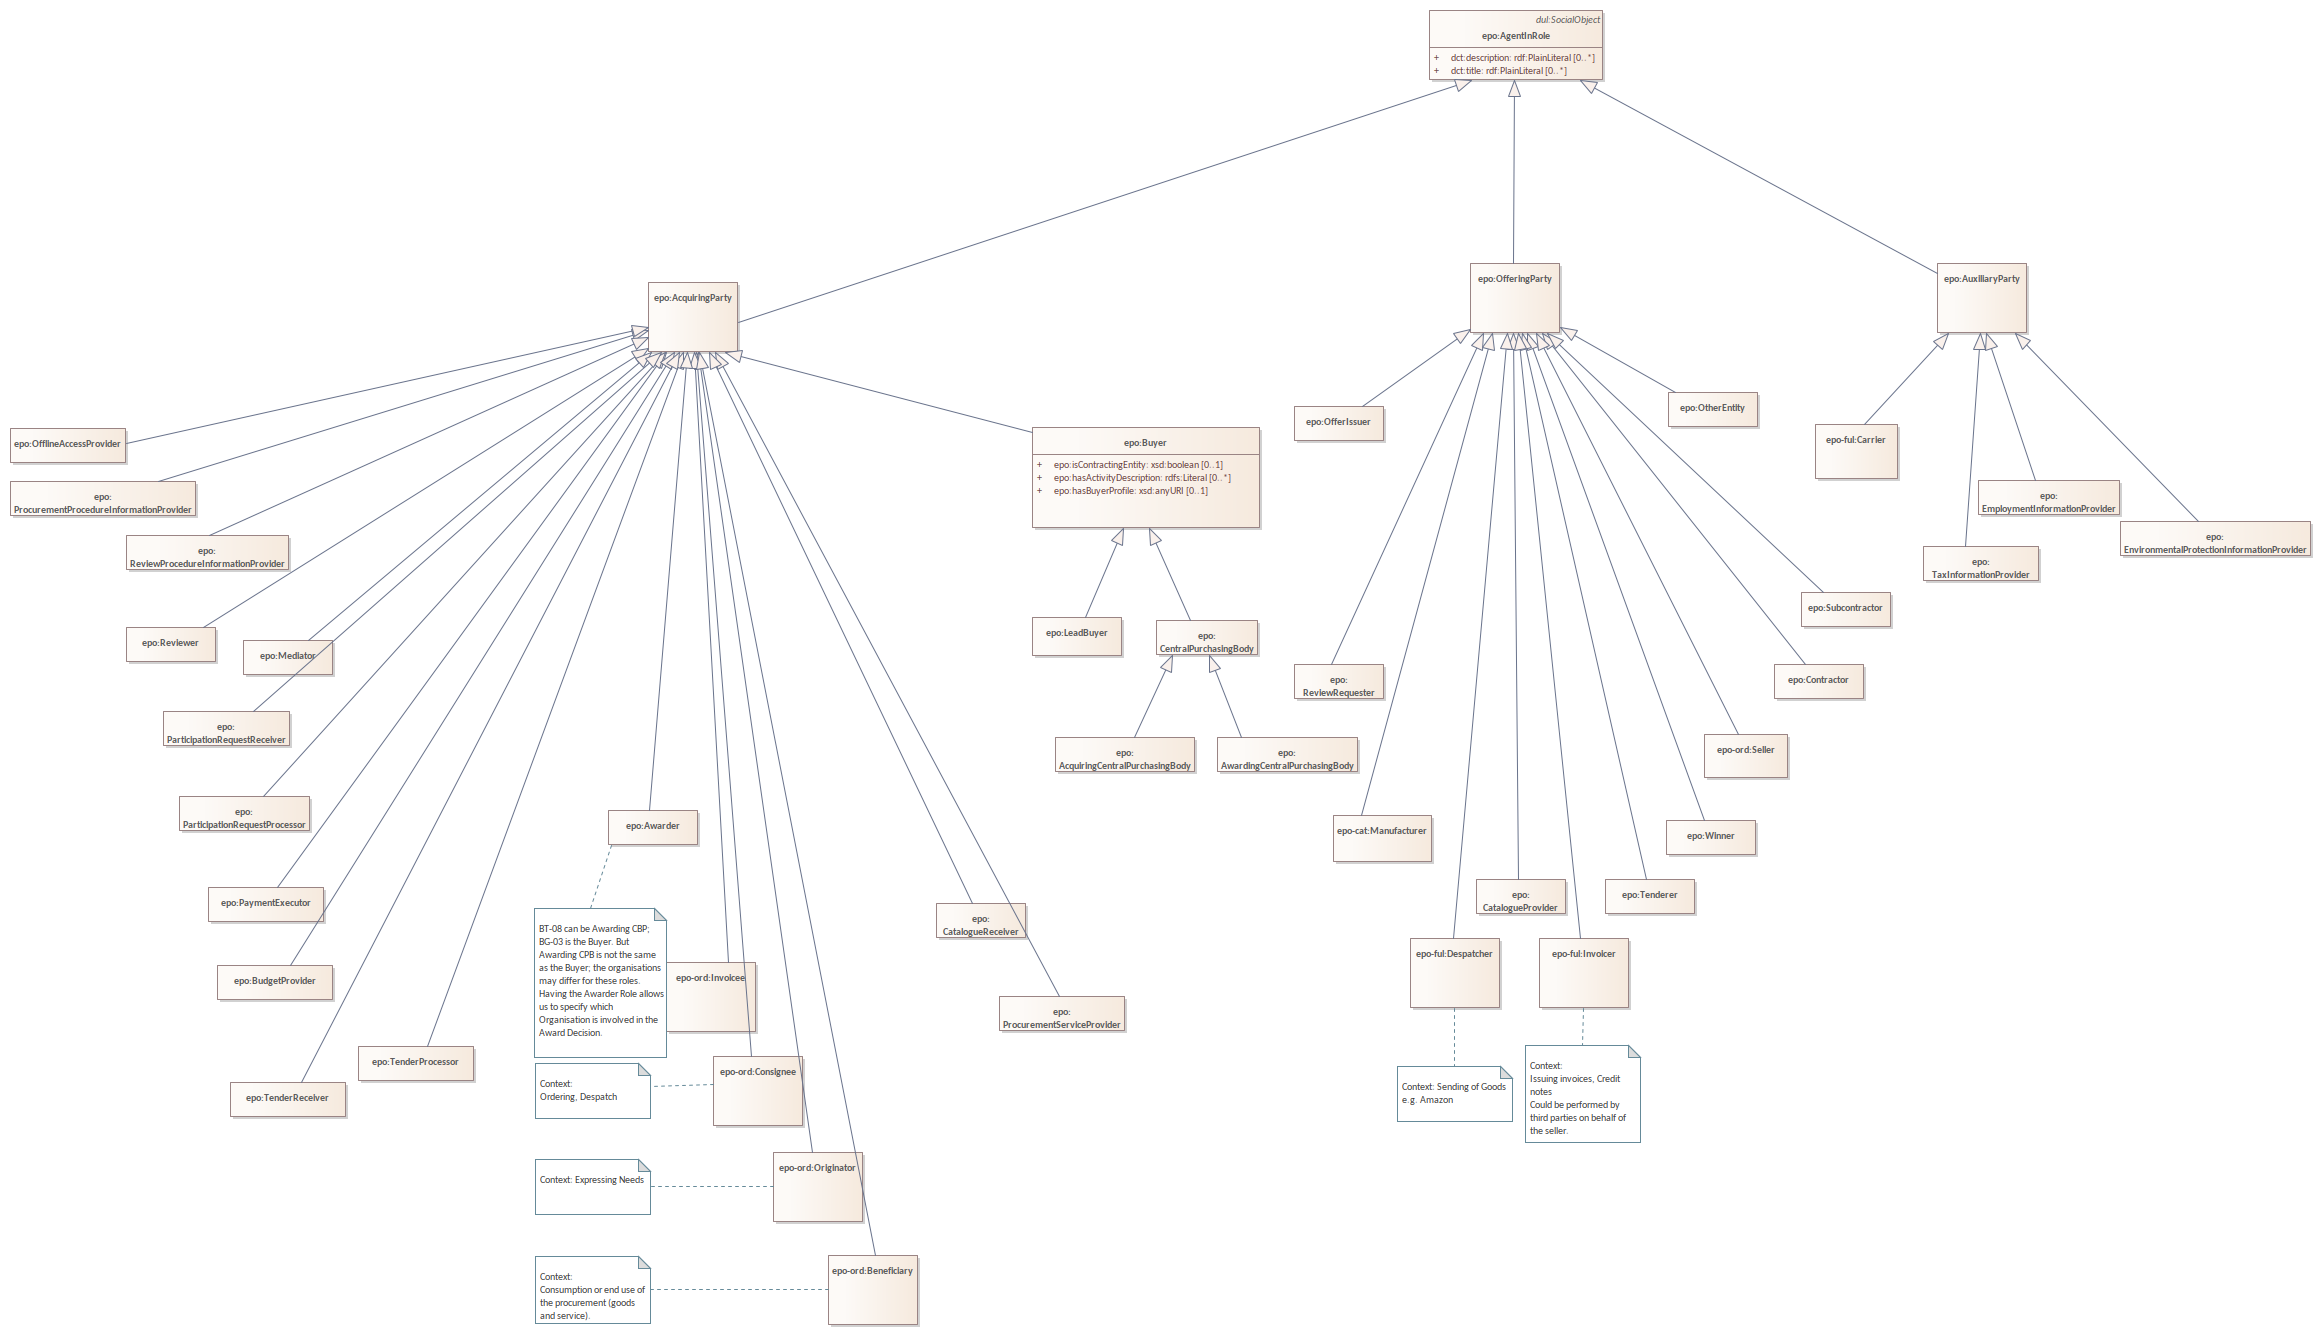 dul:SocialObject
epo:AgentInRole
+ dct:description: rdf:PlainLiteral [0..*]
+ dct:title: rdf:PlainLiteral [0..*]
epo:AcquiringParty
epo:OfferingParty
epo:AuxiliaryParty
epo:OfflineAccessProvider
epo:
ProcurementProcedureInformationProvider
epo:
ReviewProcedureInformationProvider
epo:Reviewer
epo:Mediator
epo:
ParticipationRequestReceiver
epo:
ParticipationRequestProcessor
epo:PaymentExecutor
epo:BudgetProvider
epo:TenderProcessor
epo:TenderReceiver
epo:Awarder
BT-08 can be Awarding CBP;
BG-03 is the Buyer. But
Awarding CPB is not the same
as the Buyer; the organisations
may differ for these roles.
Having the Awarder Role allows
us to specify which
Organisation is involved in the
Award Decision.
epo-ord:Invoicee
epo-ord:Consignee
Context:
Ordering, Despatch
epo-ord:Originator
Context: Expressing Needs
epo-ord:Beneficiary
Context:
Consumption or end use of
the procurement (goods
and service).
epo:
CatalogueReceiver
epo:
ProcurementServiceProvider
epo:Buyer
+ epo:isContractingEntity: xsd:boolean [0..1]
+ epo:hasActivityDescription: rdfs:Literal [0..*]
+ epo:hasBuyerProfile: xsd:anyURI [0..1]
epo:LeadBuyer
epo:
CentralPurchasingBody
epo:
AcquiringCentralPurchasingBody
epo:
AwardingCentralPurchasingBody
epo:OfferIssuer
epo:OtherEntity
epo:
ReviewRequester
epo-cat:Manufacturer
epo-ful:Despatcher
Context: Sending of Goods
e.g. Amazon
epo:
CatalogueProvider
epo-ful:Invoicer
Context:
Issuing invoices, Credit
notes
Could be performed by
third parties on behalf of
the seller.
epo:Tenderer
epo:Winner
epo-ord:Seller
epo:Contractor
epo:Subcontractor
epo-ful:Carrier
epo:
EmploymentInformationProvider
epo:
TaxInformationProvider
epo:
EnvironmentalProtectionInformationProvider